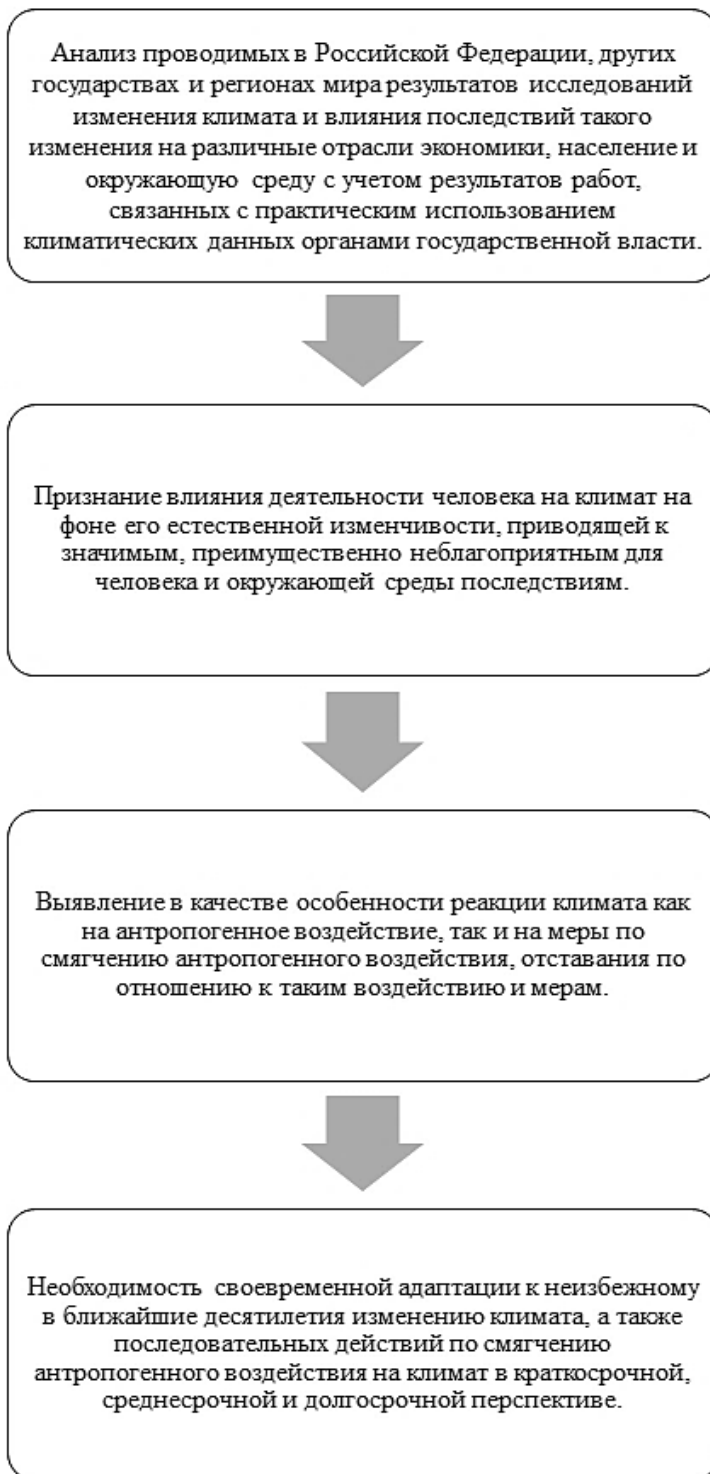 Анализ проводимых в Российской Федерации, других
государствах и регионах мира результатов исследований
изменения климата и влияния последствий такого
изменения на различные отрасли экономики, население и
окружающую среду с учетом результатов работ,
связанных с практическим использованием
климатических данных органами государственной власти.
Признание влияния деятельности человека на климат на
фоне его естественной изменчивости, приводящей к
значимым, преимущественно неблагоприятным для
человека и окружающей среды последствиям.
Выявление в качестве особенности реакции климата как
на антропогенное воздействие, так и на меры по
смягчению антропогенного воздействия, отставания по
отношению к таким воздействию и мерам.
Необходимость своевременной адаптации к неизбежному
в ближайшие десятилетия изменению климата, а также
последовательных действий по смягчению
антропогенного воздействия на климат в краткосрочной,
среднесрочной и долгосрочной перспективе.